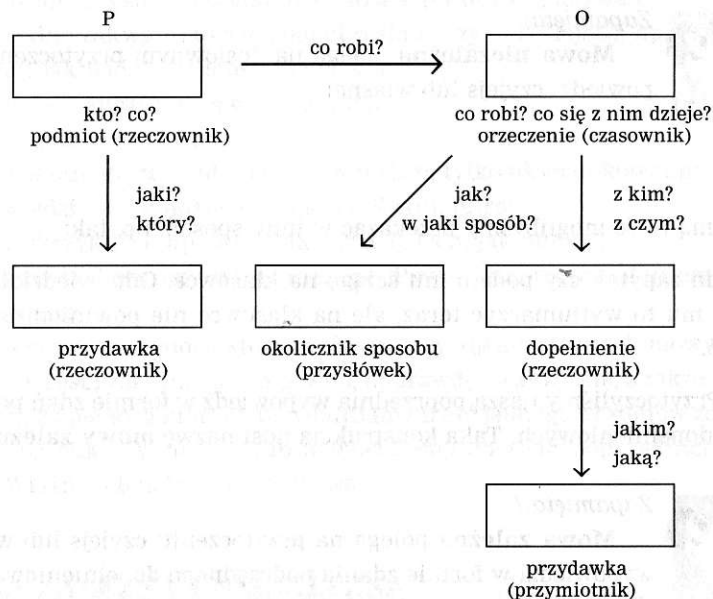 P O
co robi?
kto? co?
podmiot (rzeczownik)
co robi? co się z nim dzieje?
orzeczenie (czasownik)
jaki?
który?
jak?
w jaki sposób?
z kim?
z czym?
przydawka
(rzeczownik)
okolicznik sposobu
(przysłówek)
dopełnienie
(rzeczownik)
jakim?
jaką?
przydawka
(przymiotnik)